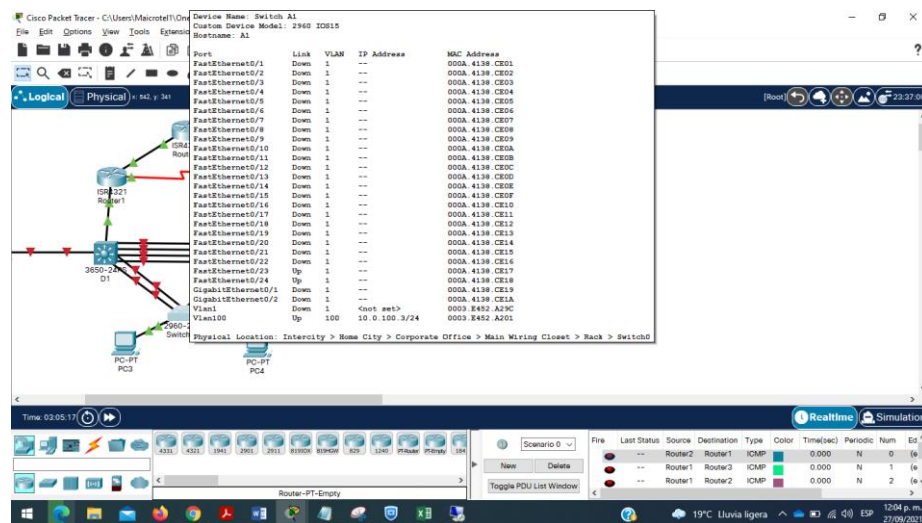 Cisco Packet Tracer - C:\Users\Maicrotel1\One
File Edit Options View Tools Extensio
Logical
Physical x: 542, y: 341
[Root]
23:37:0
Device Name: Switch A1
Custom Device Model: 2960 IOS15
Hostname: A1
Port Link VLAN IP Address MAC Address
FastEthernet0/1 Down 1 -- 000A.4138.CE01
FastEthernet0/2 Down 1 -- 000A.4138.CE02
FastEthernet0/3 Down 1 -- 000A.4138.CE03
FastEthernet0/4 Down 1 -- 000A.4138.CE04
FastEthernet0/5 Down 1 -- 000A.4138.CE05
FastEthernet0/6 Down 1 -- 000A.4138.CE06
FastEthernet0/7 Down 1 -- 000A.4138.CE07
FastEthernet0/8 Down 1 -- 000A.4138.CE08
FastEthernet0/9 Down 1 -- 000A.4138.CE09
FastEthernet0/10 Down 1 -- 000A.4138.CE0A
FastEthernet0/11 Down 1 -- 000A.4138.CE0B
FastEthernet0/12 Down 1 -- 000A.4138.CE0C
FastEthernet0/13 Down 1 -- 000A.4138.CE0D
FastEthernet0/14 Down 1 -- 000A.4138.CE0E
FastEthernet0/15 Down 1 -- 000A.4138.CE0F
FastEthernet0/16 Down 1 -- 000A.4138.CE10
FastEthernet0/17 Down 1 -- 000A.4138.CE11
FastEthernet0/18 Down 1 -- 000A.4138.CE12
FastEthernet0/19 Down 1 -- 000A.4138.CE13
FastEthernet0/20 Down 1 -- 000A.4138.CE14
FastEthernet0/21 Down 1 -- 000A.4138.CE15
FastEthernet0/22 Down 1 -- 000A.4138.CE16
FastEthernet0/23 Up 1 -- 000A.4138.CE17
FastEthernet0/24 Up 1 -- 000A.4138.CE18
GigabitEthernet0/1 Down 1 -- 000A.4138.CE19
GigabitEthernet0/2 Down 1 -- 000A.4138.CE1A
Vlan1 Down 1 <not set> 0003.E452.A29C
Vlan100 Up 100 10.0.100.3/24 0003.E452.A201
Physical Location: Intercity > Home City > Corporate Office > Main Wiring Closet > Rack > Switch0
ISR4
Rout
ISR4321
Router1
3650-24PS
D1
2960-2
Switch
PC-PT
PC3
PC-PT
PC4
Time: 03:05:17
Realtime
Simulation
4331 4321 1941 2901 2911 819IOX 819HGW 829 1240 PT-Router PT-Empty 184
Router-PT-Empty
Scenario 0
New Delete
Toggle PDU List Window
Fire Last Status Source Destination Type Color Time(sec) Periodic Num Ed
-- Router2 Router1 ICMP 0.000 N 0 (e
-- Router1 Router3 ICMP 0.000 N 1 (e
-- Router1 Router2 ICMP 0.000 N 2 (e
19°C Lluvia ligera
ESP
12:04 p. m.
27/09/2021